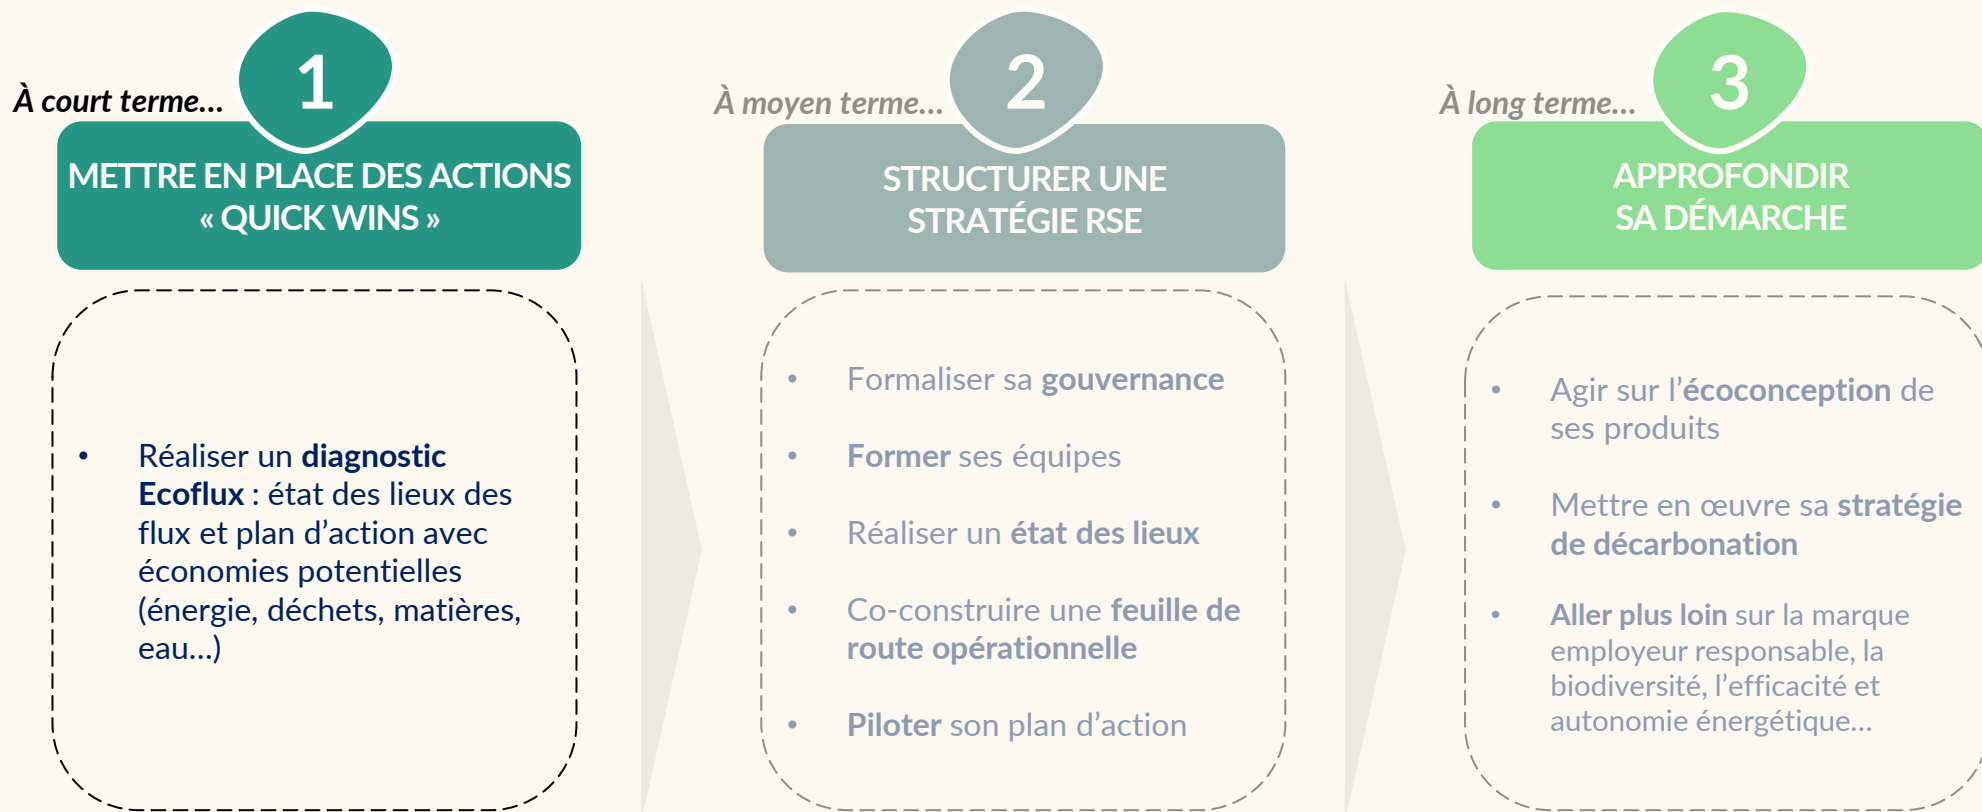 1
À court terme...
METTRE EN PLACE DES ACTIONS
« QUICK WINS »
• Réaliser un diagnostic
Ecoflux : état des lieux des
flux et plan d’action avec
économies potentielles
(énergie, déchets, matières,
eau...)
2
À moyen terme...
STRUCTURER UNE
STRATÉGIE RSE
• Formaliser sa gouvernance
• Former ses équipes
• Réaliser un état des lieux
• Co-construire une feuille de
route opérationnelle
• Piloter son plan d’action
3
À long terme...
APPROFONDIR
SA DÉMARCHE
• Agir sur l’écoconception de
ses produits
• Mettre en œuvre sa stratégie
de décarbonation
• Aller plus loin sur la marque
employeur responsable, la
biodiversité, l’efficacité et
autonomie énergétique...